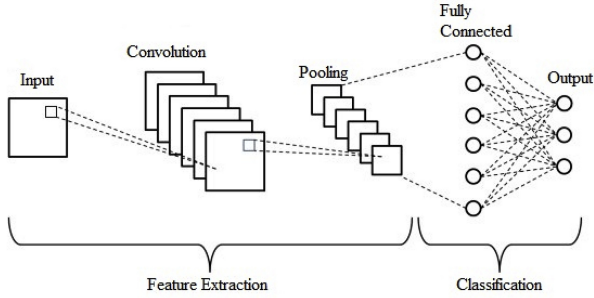 Fully
Connected
Convolution
Pooling
Input
Output
Feature Extraction
Classification